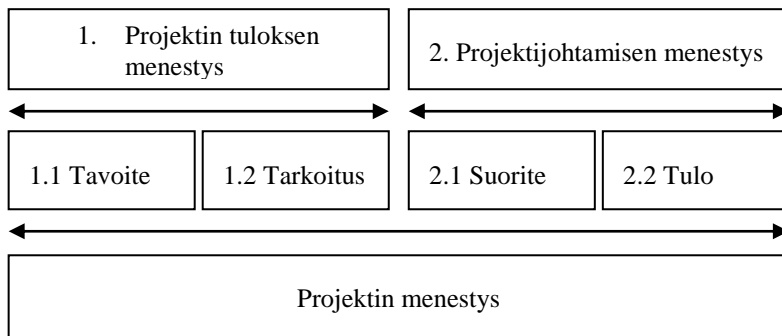 1. Projektin tuloksen
menestys
2. Projektijohtamisen menestys
1.1 Tavoite
1.2 Tarkoitus
2.1 Suorite
2.2 Tulo
Projektin menestys